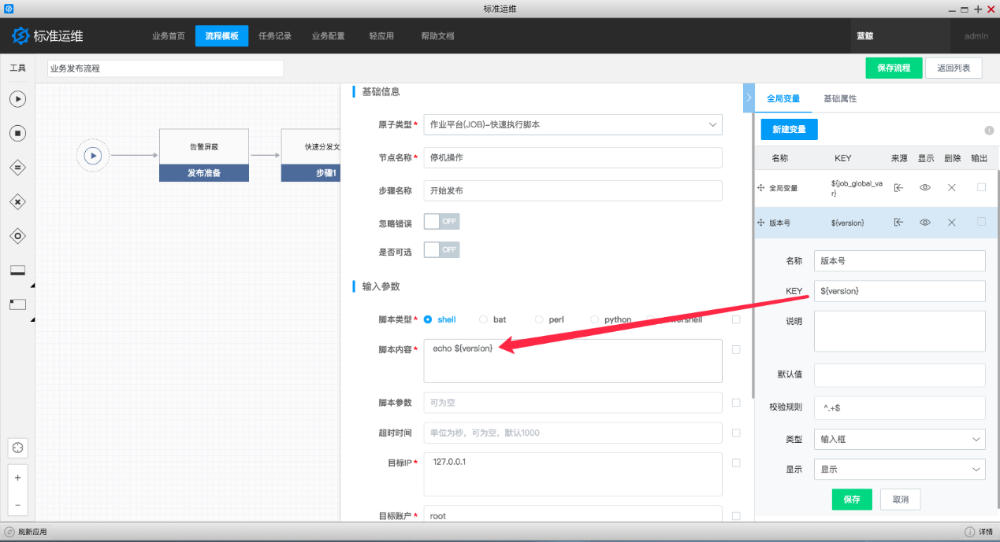 标准运维
标准运维
业务首页 流程模板 任务记录 业务配置 轻应用 帮助文档
蓝鲸
admin
工具
业务发布流程
保存流程 返回列表
告警屏蔽
发布准备
快速分发文
步骤1
基础信息
原子类型* 作业平台(JOB)-快速执行脚本
节点名称* 停机操作
步骤名称 开始发布
忽略错误 OFF
是否可选 OFF
输入参数
脚本类型* shell bat perl python
脚本内容* echo ${version}
脚本参数 可为空
超时时间 单位为秒，可为空，默认1000
目标IP* 127.0.0.1
目标账户* root
全局变量 基础属性
新建变量
名称 KEY 来源 显示 删除 输出
全局变量 ${job_global_va
r}
版本号 ${version}
名称 版本号
KEY ${version}
说明
默认值
校验规则 ^.+$
类型 输入框
显示 显示
保存 取消
刷新应用
详情